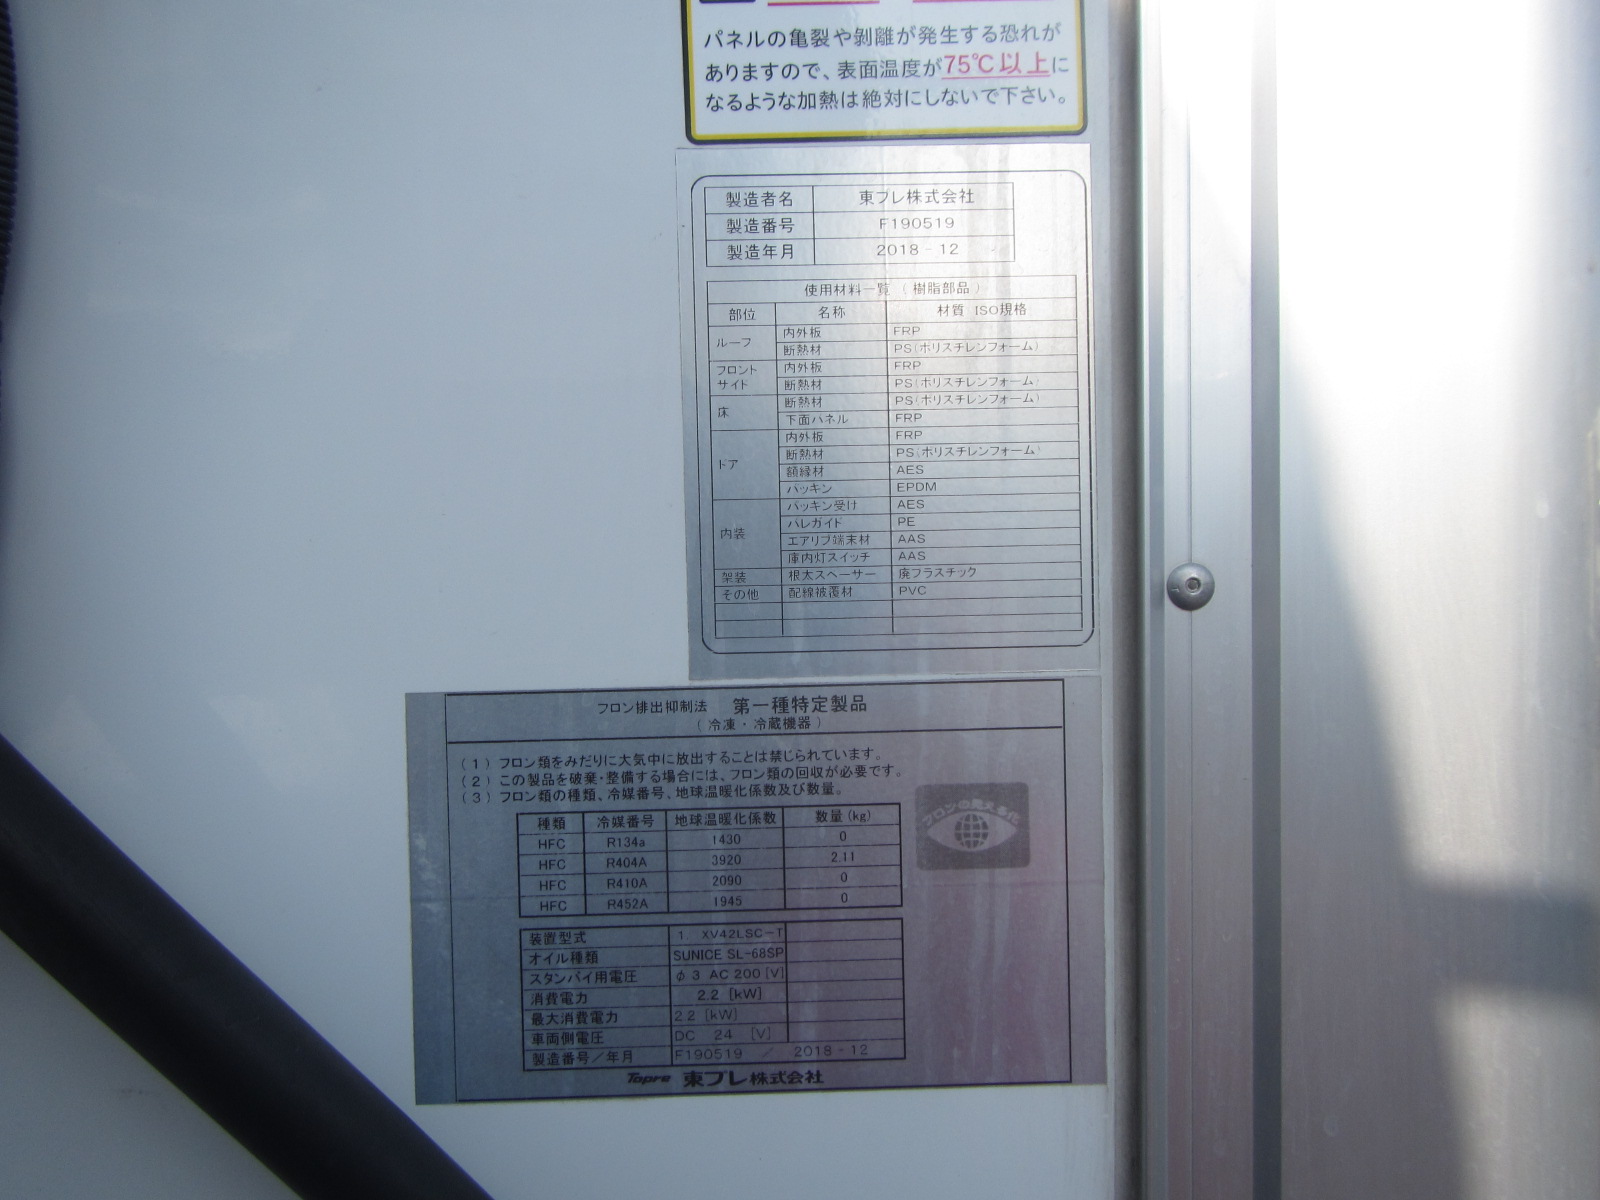 パネルの亀裂や剝離が発生する恐れが
ありますので、表面温度が75℃以上に
なるような加熱は絶対にしないで下さい。
製造者名 東プレ株式会社
製造番号 F190519
製造年月 2018 - 12
使用材料一覧 （樹脂部品）
部位 名称 材質 ISO規格
ルーフ 内外板 FRP
断熱材 PS(ポリスチレンフォーム)
フロント
サイド 内外板 FRP
断熱材 PS(ポリスチレンフォーム)
床 断熱材 PS(ポリスチレンフォーム)
下面パネル FRP
ドア 内外板 FRP
断熱材 PS(ポリスチレンフォーム)
額縁材 AES
パッキン EPDM
内装 パッキン受け AES
バレガイド PE
エアリブ端末材 AAS
庫内灯スイッチ AAS
架装 根太スペーサー 廃プラスチック
その他 配線被覆材 PVC
フロン排出抑制法 第一種特定製品
（冷凍・冷蔵機器）
（1）フロン類をみだりに大気中に放出することは禁じられています。
（2）この製品を破棄・整備する場合には、フロン類の回収が必要です。
（3）フロン類の種類、冷媒番号、地球温暖化係数及び数量。
フロンの見える化
種類 冷媒番号 地球温暖化係数 数量(kg)
HFC R134a 1430 0
HFC R404A 3920 2.11
HFC R410A 2090 0
HFC R452A 1945 0
装置型式 1. XV42LSC-T
オイル種類 SUNICE SL-68SP
スタンバイ用電圧 φ3 AC 200 [V]
消費電力 2.2 [kW]
最大消費電力 2.2 [kW]
車両側電圧 DC 24 [V]
製造番号／年月 F190519 ／ 2018 - 12
Topre 東プレ株式会社